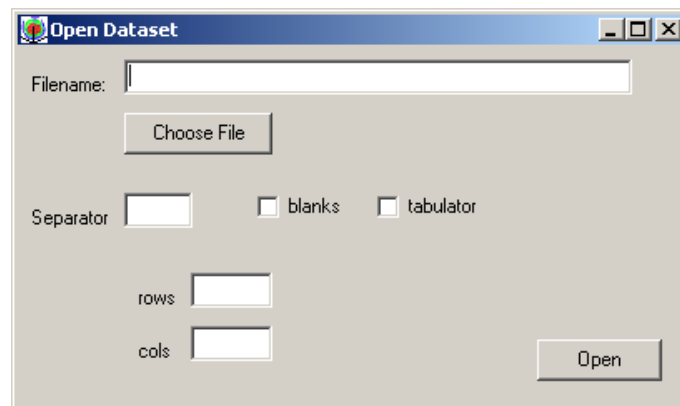 Open Dataset
Filename:
Choose File
Separator
blanks
tabulator
rows
cols
Open